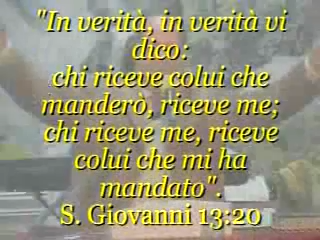 "In verità, in verità vi
dico:
chi riceve colui che
manderò, riceve me;
chi riceve me, riceve
colui che mi ha
mandato".
S. Giovanni 13:20